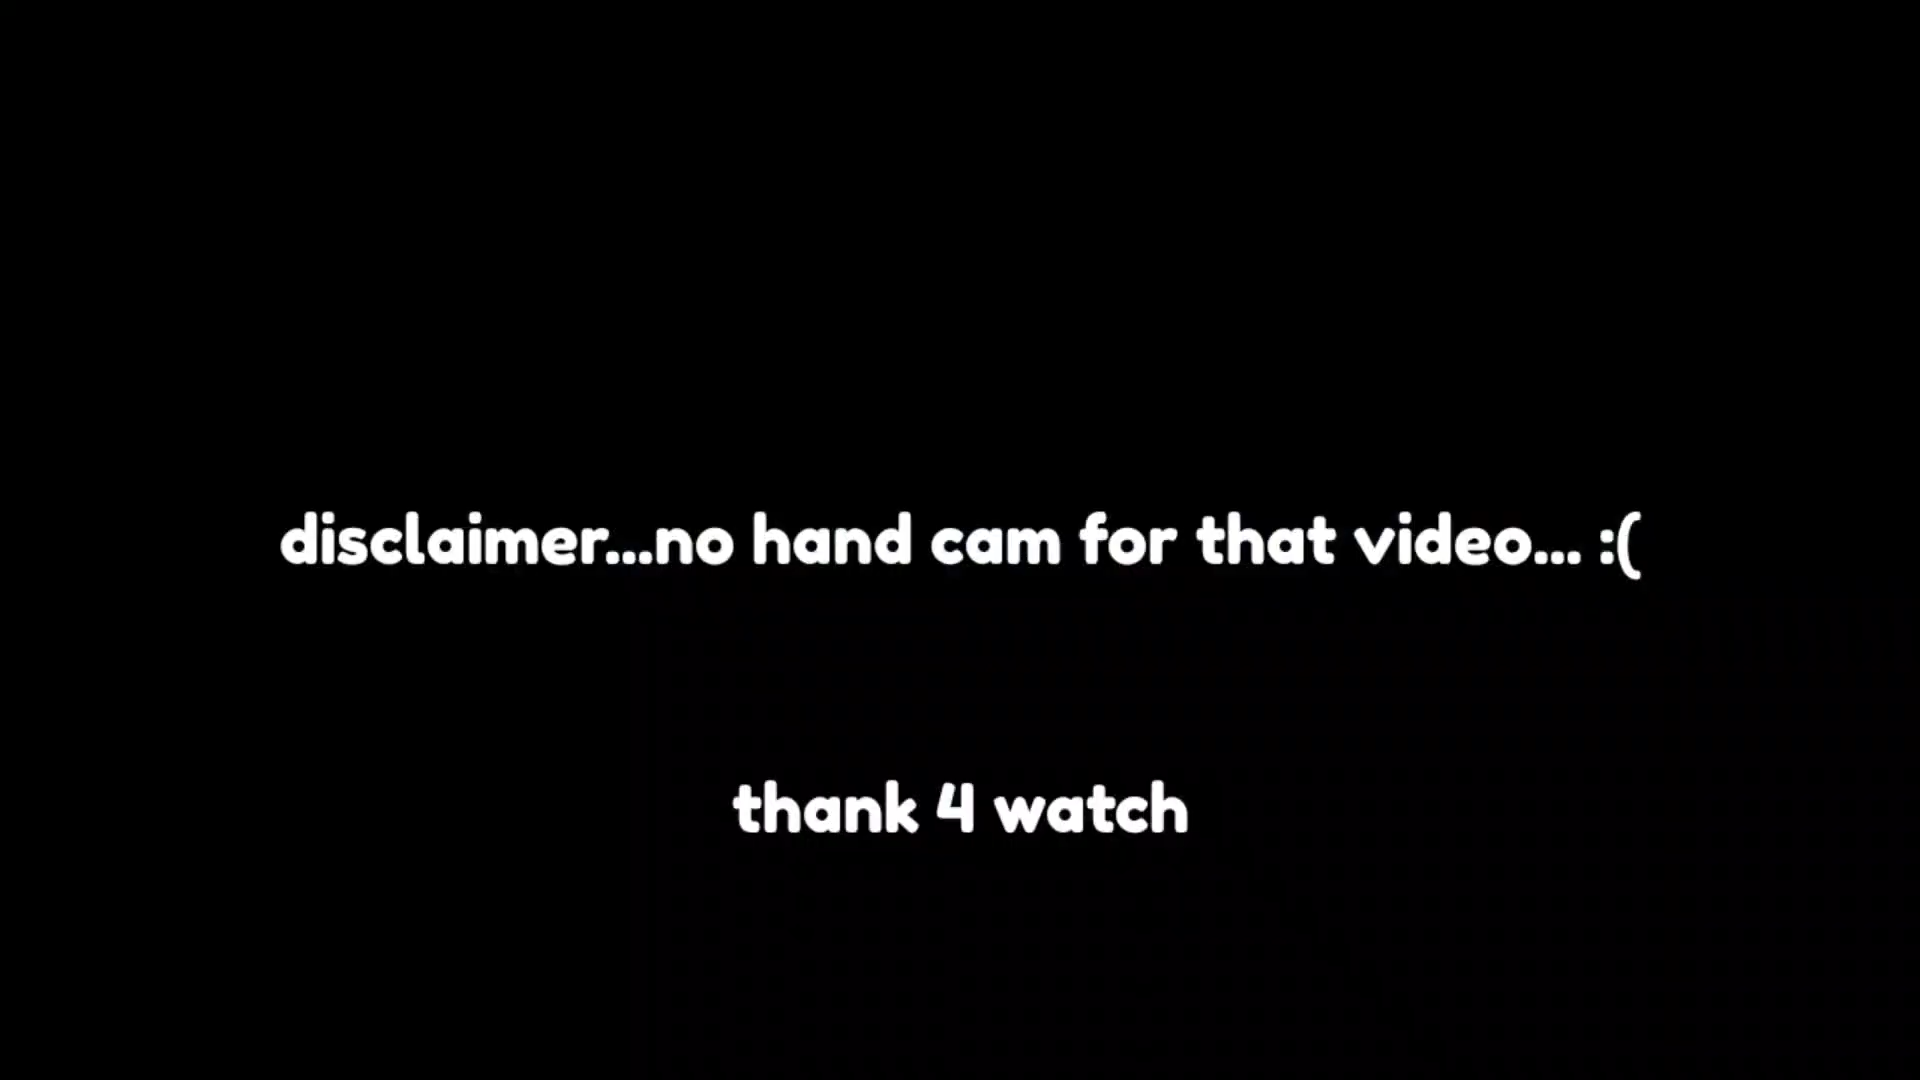 disclaimer...no hand cam for that video... :(
thank 4 watch